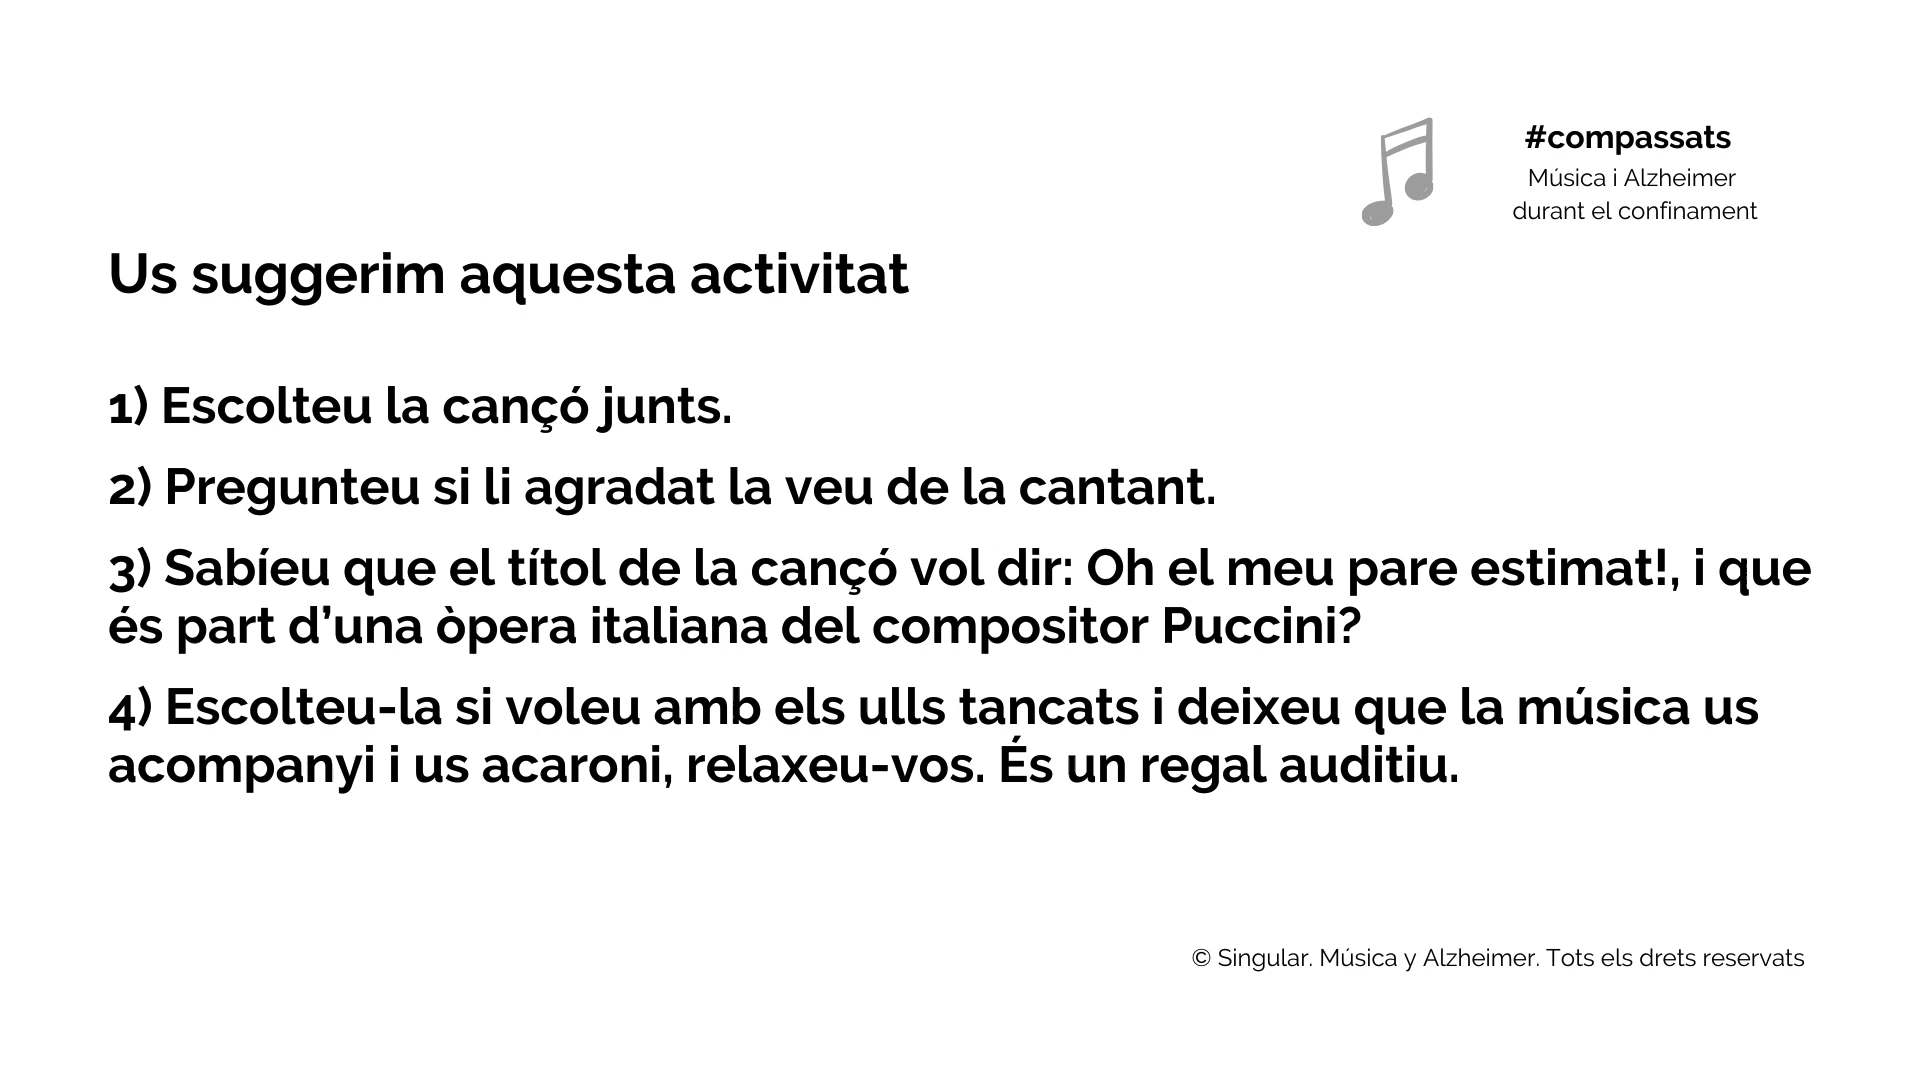 #compassats
Música i Alzheimer
durant el confinament
Us suggerim aquesta activitat
1) Escolteu la cançó junts.
2) Pregunteu si li agradat la veu de la cantant.
3) Sabíeu que el títol de la cançó vol dir: Oh el meu pare estimat!, i que
és part d’una òpera italiana del compositor Puccini?
4) Escolteu-la si voleu amb els ulls tancats i deixeu que la música us
acompanyi i us acaroni, relaxeu-vos. És un regal auditiu.
© Singular. Música y Alzheimer. Tots els drets reservats